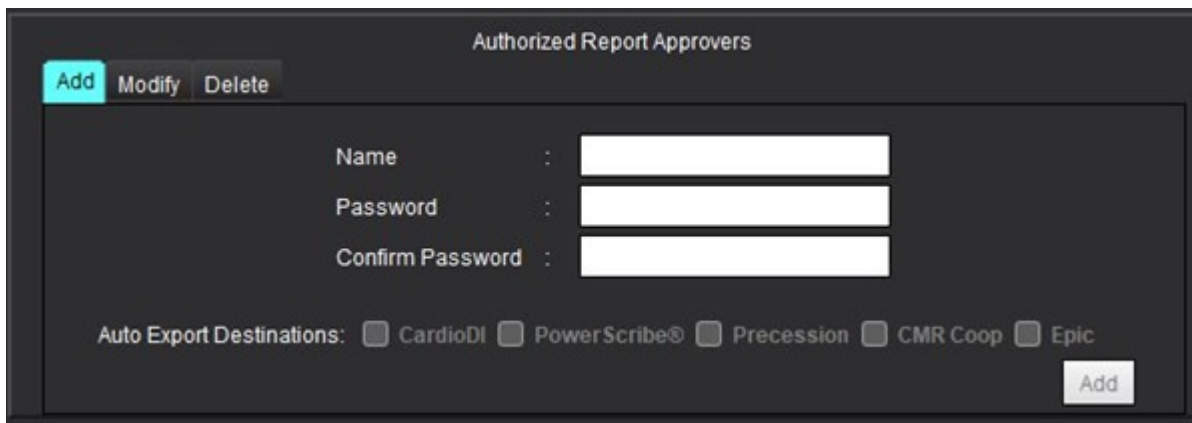 Authorized Report Approvers
Add Modify Delete
Name :
Password :
Confirm Password :
Auto Export Destinations: CardioDI PowerScribe® Precession CMR Coop Epic
Add